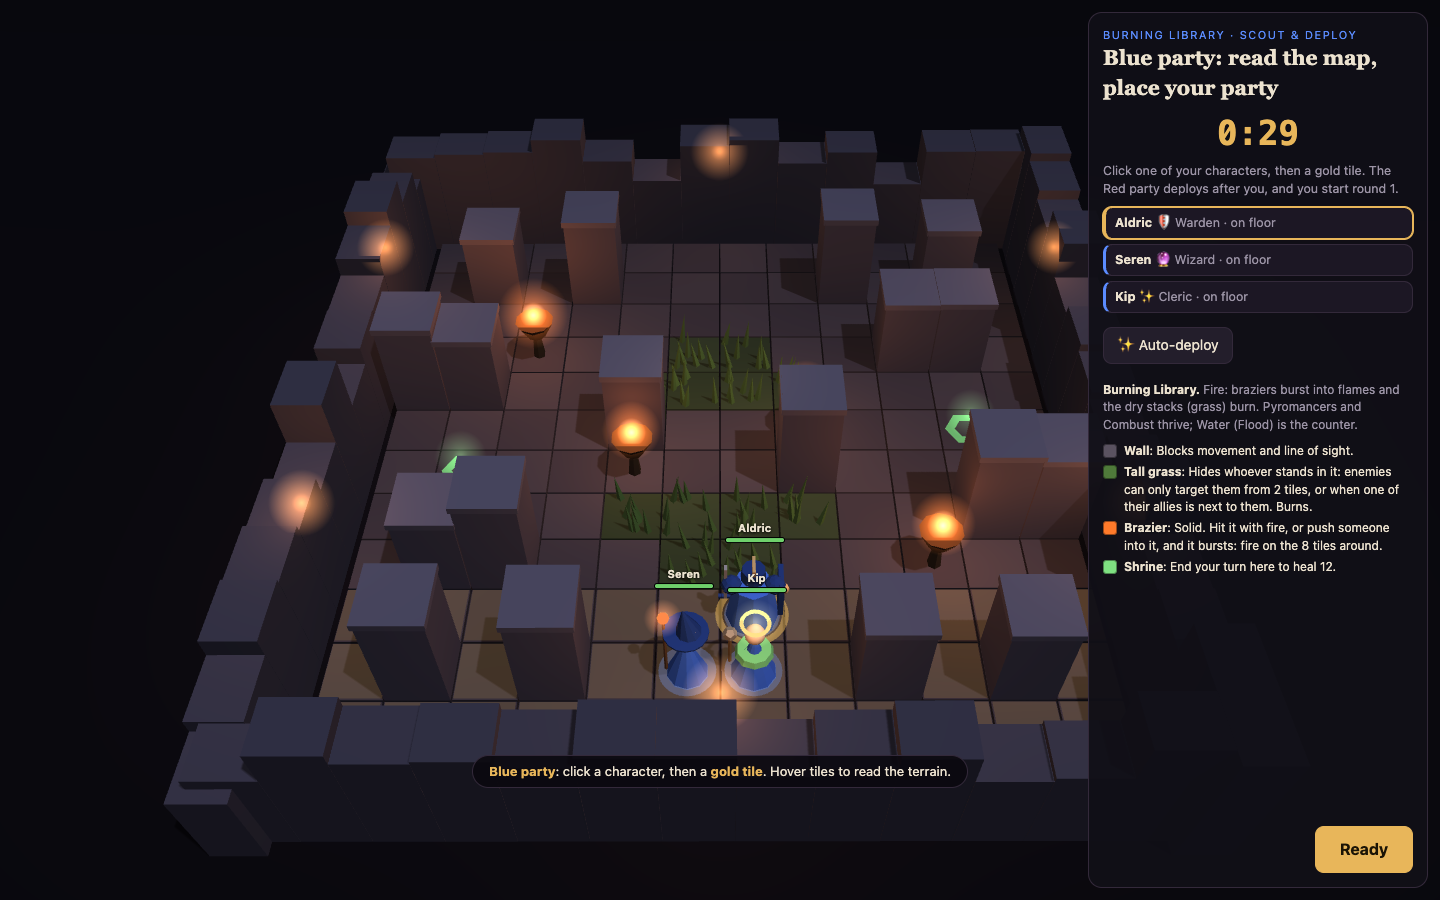 BURNING LIBRARY · SCOUT & DEPLOY
Blue party: read the map,
place your party
0:29
Click one of your characters, then a gold tile. The
Red party deploys after you, and you start round 1.
Aldric 🛡️ Warden · on floor
Seren 🔮 Wizard · on floor
Kip ✨ Cleric · on floor
✨ Auto-deploy
Burning Library. Fire: braziers burst into flames and
the dry stacks (grass) burn. Pyromancers and
Combust thrive; Water (Flood) is the counter.
Wall: Blocks movement and line of sight.
Tall grass: Hides whoever stands in it: enemies
can only target them from 2 tiles, or when one of
their allies is next to them. Burns.
Brazier: Solid. Hit it with fire, or push someone
into it, and it bursts: fire on the 8 tiles around.
Shrine: End your turn here to heal 12.
Ready
Aldric
Seren
Kip
Blue party: click a character, then a gold tile. Hover tiles to read the terrain.